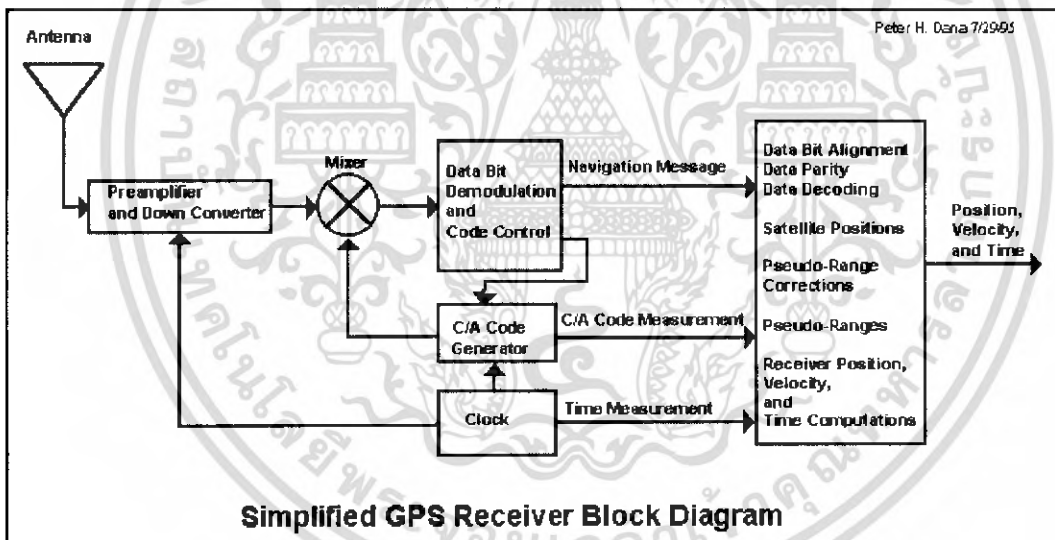 Peter H. Dana 7/29/95
Antenna
Preamplifier
and Down Converter
Mixer
Data Bit
Demodulation
and
Code Control
Navigation Message
C/A Code
Generator
C/A Code Measurement
Clock
Time Measurement
Data Bit Alignment
Data Parity
Data Decoding
Satellite Positions
Pseudo-Range
Corrections
Pseudo-Ranges
Receiver Position,
Velocity,
and
Time Computations
Position,
Velocity,
and Time
Simplified GPS Receiver Block Diagram